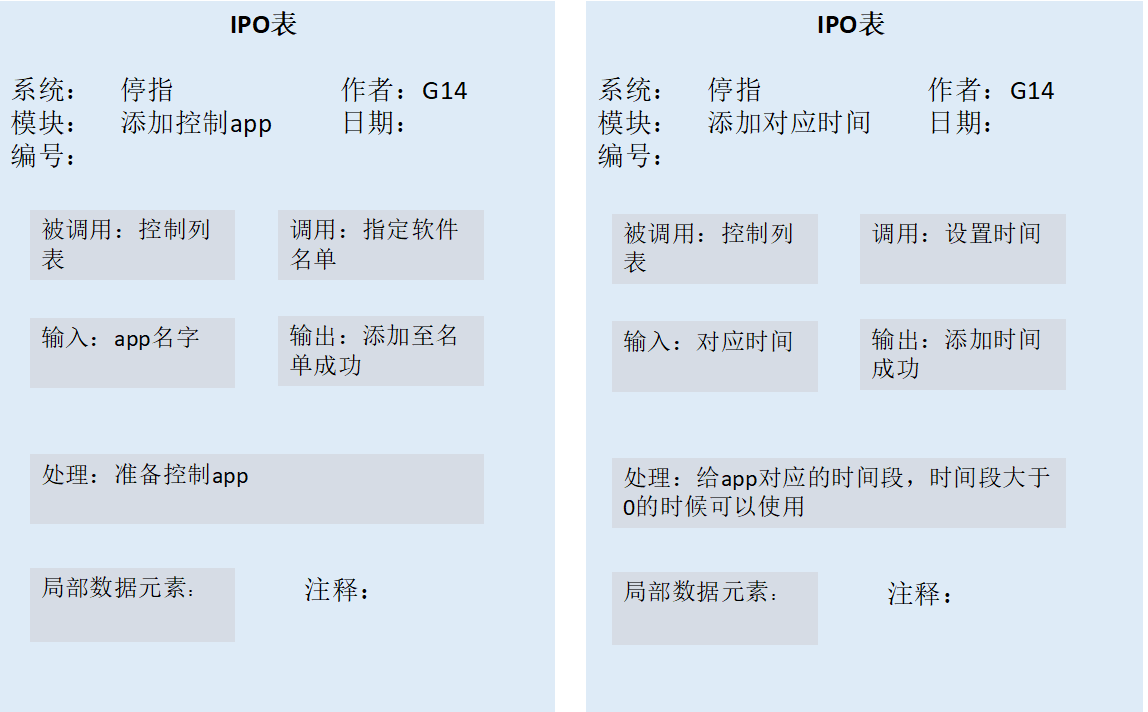 IPO表
系统： 停指 作者：G14
模块： 添加控制app 日期：
编号：
被调用：控制列
表
调用：指定软件
名单
输入：app名字
输出：添加至名
单成功
处理：准备控制app
局部数据元素：
注释：
IPO表
系统： 停指 作者：G14
模块： 添加对应时间 日期：
编号：
被调用：控制列
表
调用：设置时间
输入：对应时间
输出：添加时间
成功
处理：给app对应的时间段，时间段大于
0的时候可以使用
局部数据元素：
注释：